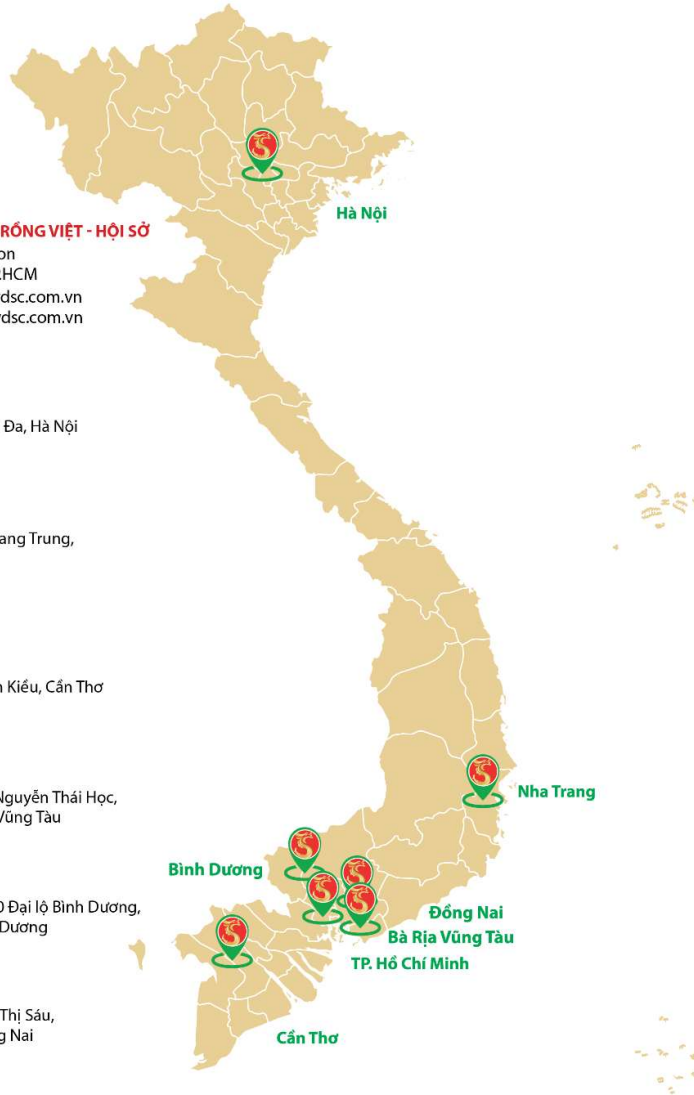 RỒNG VIỆT - HỘI SỞ
on
P.HCM
dsc.com.vn
dsc.com.vn
Đa, Hà Nội
ang Trung,
Kiều, Cần Thơ
Nguyễn Thái Học,
Vũng Tàu
0 Đại lộ Bình Dương,
Dương
Thị Sáu,
g Nai
Hà Nội
Nha Trang
Bình Dương
Đồng Nai
Bà Rịa Vũng Tàu
TP. Hồ Chí Minh
Cần Thơ